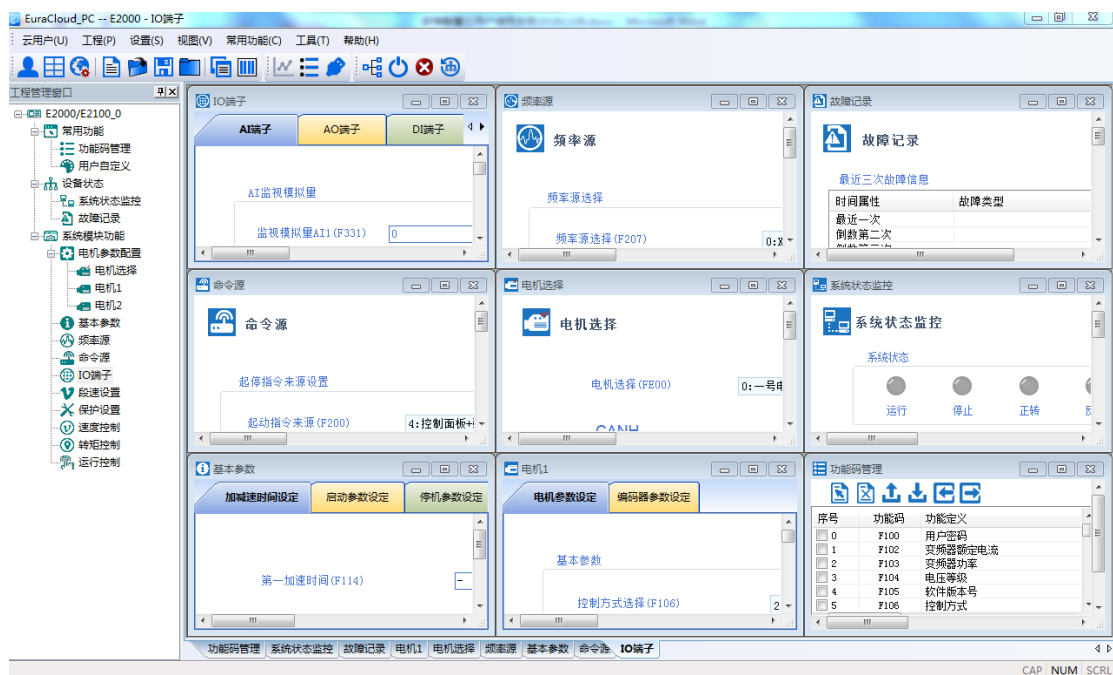 EuraCloud_PC -- E2000 - IO端子
云用户(U) 工程(P) 设置(S) 视图(V) 常用功能(C) 工具(T) 帮助(H)
工程管理窗口
E2000/E2100_0
常用功能
功能码管理
用户自定义
设备状态
系统状态监控
故障记录
系统模块功能
电机参数配置
电机选择
电机1
电机2
基本参数
频率源
命令源
IO端子
段速设置
保护设置
速度控制
转矩控制
运行控制
IO端子
AI端子 AO端子 DI端子
AI监视模拟量
监视模拟量AI1(F331) 0
频率源
频率源
频率源选择
频率源选择(F207)
故障记录
故障记录
最近三次故障信息
时间属性 故障类型
最近一次
倒数第二次
命令源
命令源
起停指令来源设置
起动指令来源(F200) 4:控制面板+
电机选择
电机选择
电机选择(FE00) 0:一号电
系统状态监控
系统状态监控
系统状态
运行 停止 正转
基本参数
加减速时间设定 启动参数设定 停机参数设定
第一加速时间(F114)
电机1
电机参数设定 编码器参数设定
基本参数
控制方式选择(F106) 2
功能码管理
序号 功能码 功能定义
0 F100 用户密码
1 F102 变频器额定电流
2 F103 变频器功率
3 F104 电压等级
4 F105 软件版本号
5 F106 控制方式
功能码管理 系统状态监控 故障记录 电机1 电机选择 频率源 基本参数 命令源 IO端子
CAP NUM SCRL